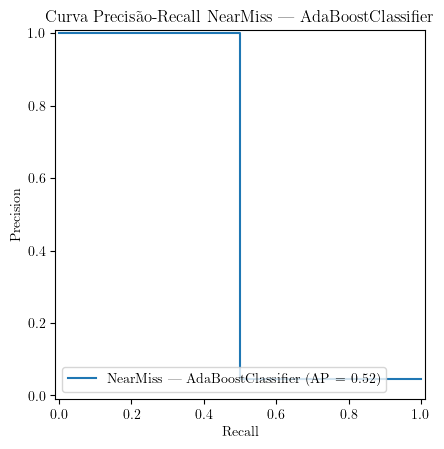 Curva Precisão-Recall NearMiss — AdaBoostClassifier
1.0
0.8
0.6
0.4
0.2
0.0
Precision
NearMiss — AdaBoostClassifier (AP = 0.52)
0.0 0.2 0.4 0.6 0.8 1.0
Recall